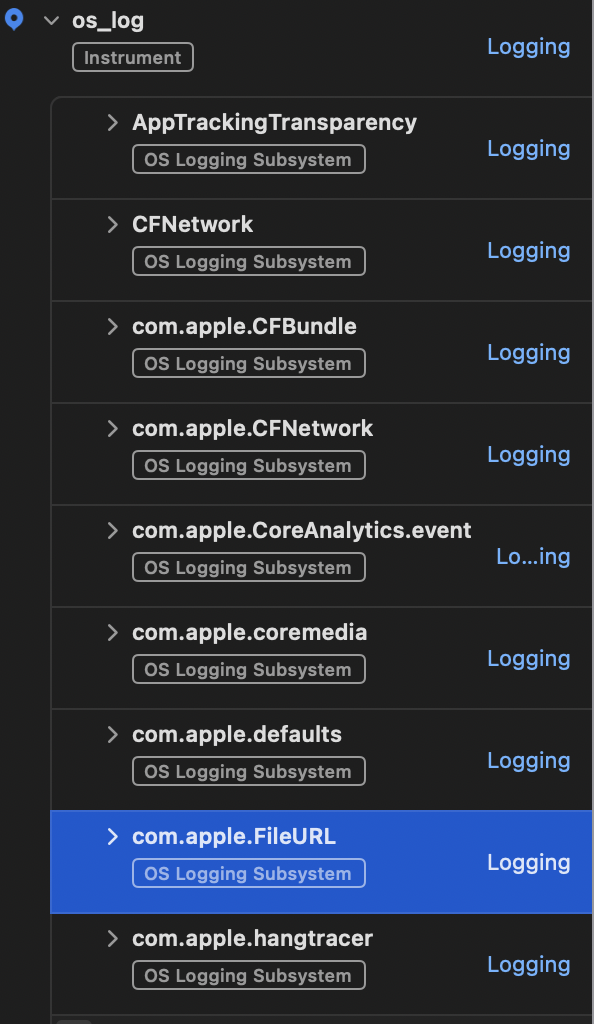 os_log
Instrument
Logging
AppTrackingTransparency
OS Logging Subsystem
Logging
CFNetwork
OS Logging Subsystem
Logging
com.apple.CFBundle
OS Logging Subsystem
Logging
com.apple.CFNetwork
OS Logging Subsystem
Logging
com.apple.CoreAnalytics.event
OS Logging Subsystem
Lo...ing
com.apple.coremedia
OS Logging Subsystem
Logging
com.apple.defaults
OS Logging Subsystem
Logging
com.apple.FileURL
OS Logging Subsystem
Logging
com.apple.hangtracer
OS Logging Subsystem
Logging